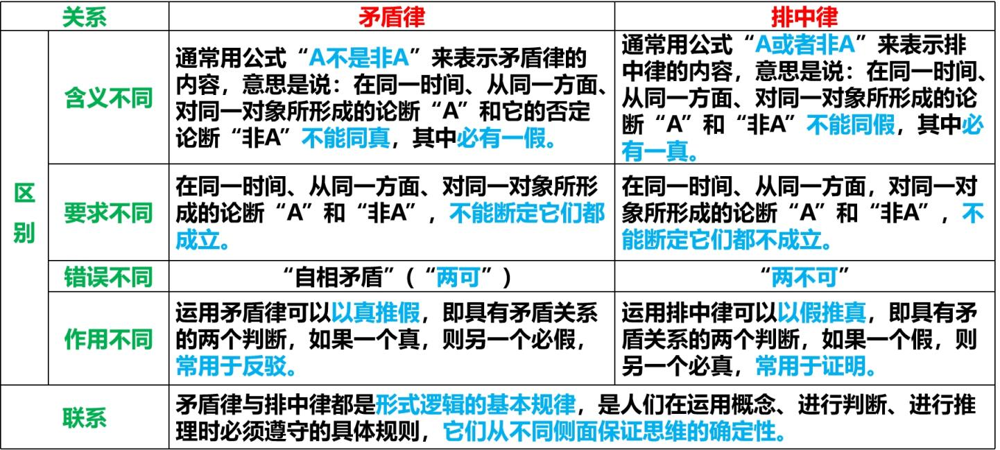 关系
矛盾律
排中律
区
别
含义不同
通常用公式“A不是非A”来表示矛盾律的
内容，意思是说：在同一时间、从同一方面、
对同一对象所形成的论断“A”和它的否定
论断“非A”不能同真，其中必有一假。
通常用公式“A或者非A”来表示排
中律的内容，意思是说：在同一时间、
从同一方面、对同一对象所形成的论
断“A”和“非A”不能同假，其中必
有一真。
要求不同
在同一时间、从同一方面、对同一对象所形
成的论断“A”和“非A”，不能断定它们都
成立。
在同一时间、从同一方面，对同一对
象所形成的论断“A”和“非A”，不
能断定它们都不成立。
错误不同
“自相矛盾”（“两可”）
“两不可”
作用不同
运用矛盾律可以以真推假，即具有矛盾关系
的两个判断，如果一个真，则另一个必假，
常用于反驳。
运用排中律可以以假推真，即具有矛
盾关系的两个判断，如果一个假，则
另一个必真，常用于证明。
联系
矛盾律与排中律都是形式逻辑的基本规律，是人们在运用概念、进行判断、进行推
理时必须遵守的具体规则，它们从不同侧面保证思维的确定性。